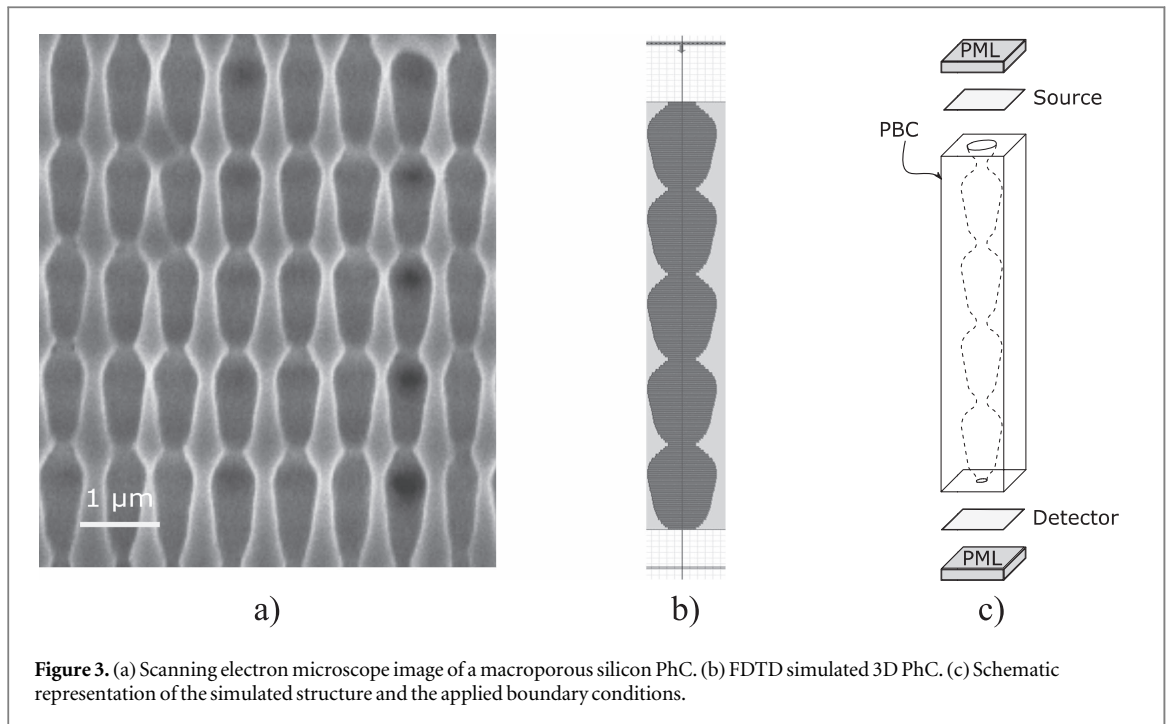 1 μm
a)
b)
PML
Source
PBC
Detector
PML
c)
Figure 3. (a) Scanning electron microscope image of a macroporous silicon PhC. (b) FDTD simulated 3D PhC. (c) Schematic
representation of the simulated structure and the applied boundary conditions.